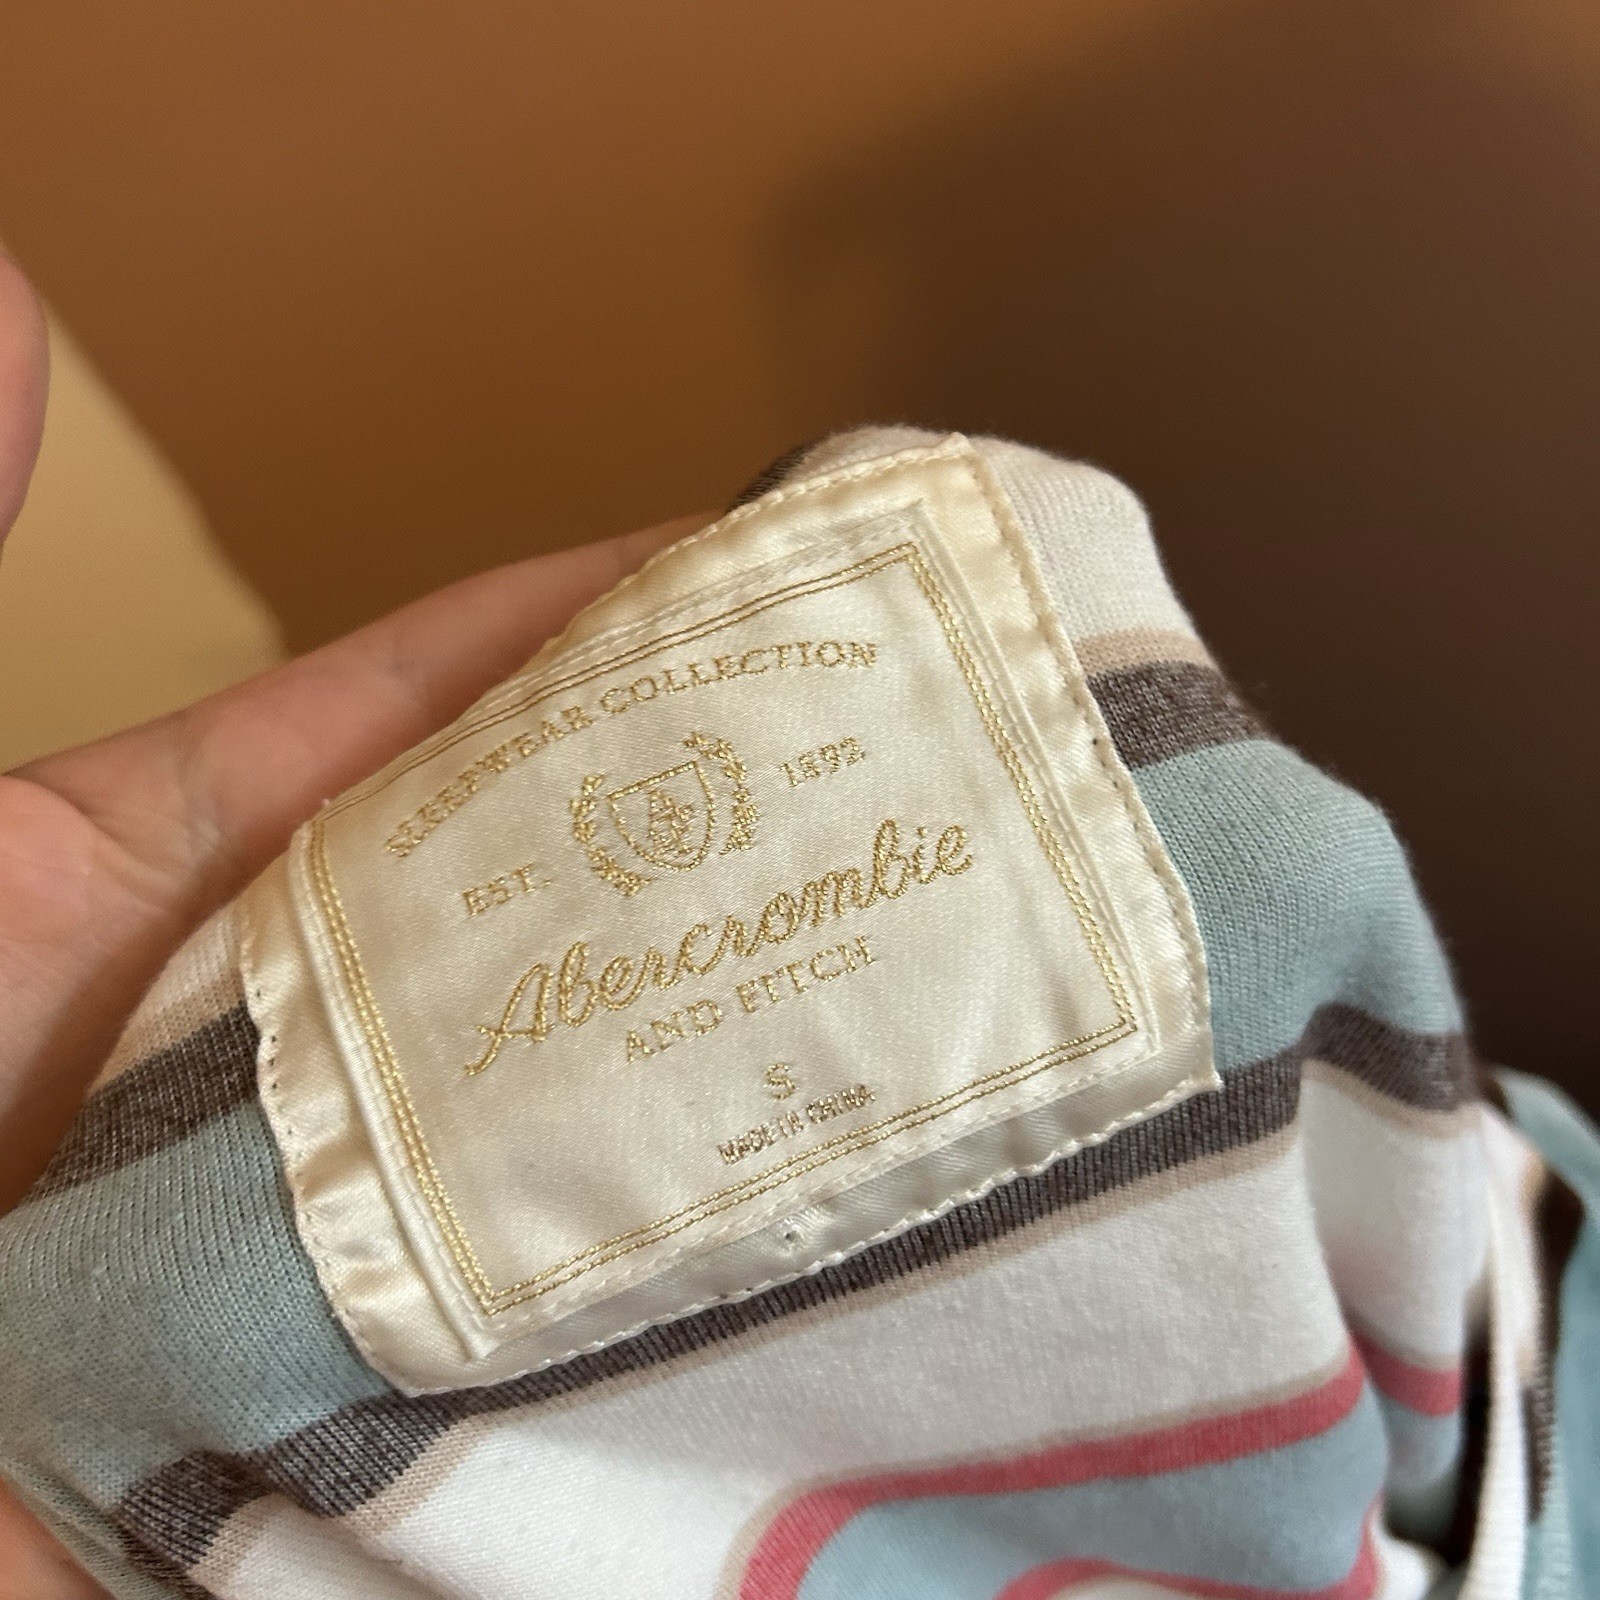 SLEEPWEAR COLLECTION
EST. 1892
Abercrombie
AND FITCH
S
MADE IN CHINA